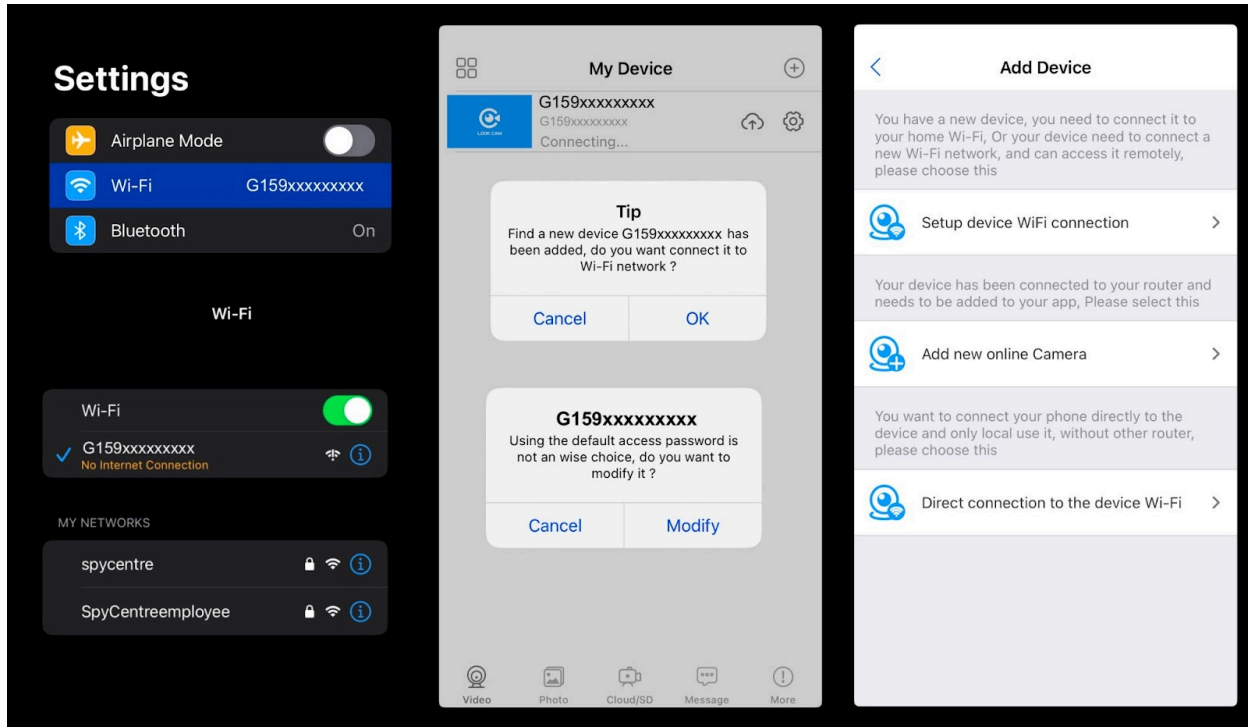 Settings
Airplane Mode
Wi-Fi G159xxxxxxxxx
Bluetooth On
Wi-Fi
Wi-Fi
G159xxxxxxxxx
No Internet Connection
MY NETWORKS
spycentre
SpyCentreemployee
My Device
LOOK CAM
G159xxxxxxxxx
G159xxxxxxxxx
Connecting...
Tip
Find a new device G159xxxxxxxxx has
been added, do you want connect it to
Wi-Fi network ?
Cancel OK
G159xxxxxxxxx
Using the default access password is
not an wise choice, do you want to
modify it ?
Cancel Modify
Video Photo Cloud/SD Message More
Add Device
You have a new device, you need to connect it to
your home Wi-Fi, Or your device need to connect a
new Wi-Fi network, and can access it remotely,
please choose this
Setup device WiFi connection
Your device has been connected to your router and
needs to be added to your app, Please select this
Add new online Camera
You want to connect your phone directly to the
device and only local use it, without other router,
please choose this
Direct connection to the device Wi-Fi